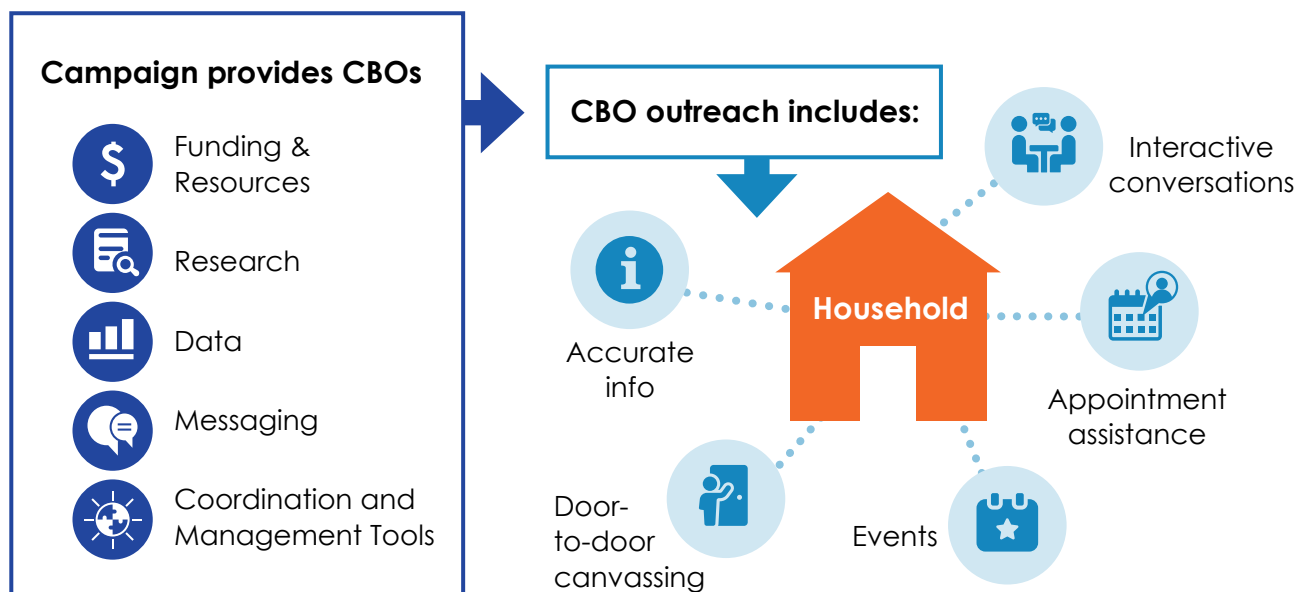 Campaign provides CBOs
$
Funding &
Resources
Research
Data
Messaging
Coordination and
Management Tools
CBO outreach includes:
Interactive
conversations
i
Accurate
info
Household
Appointment
assistance
Door-
to-door
canvassing
Events